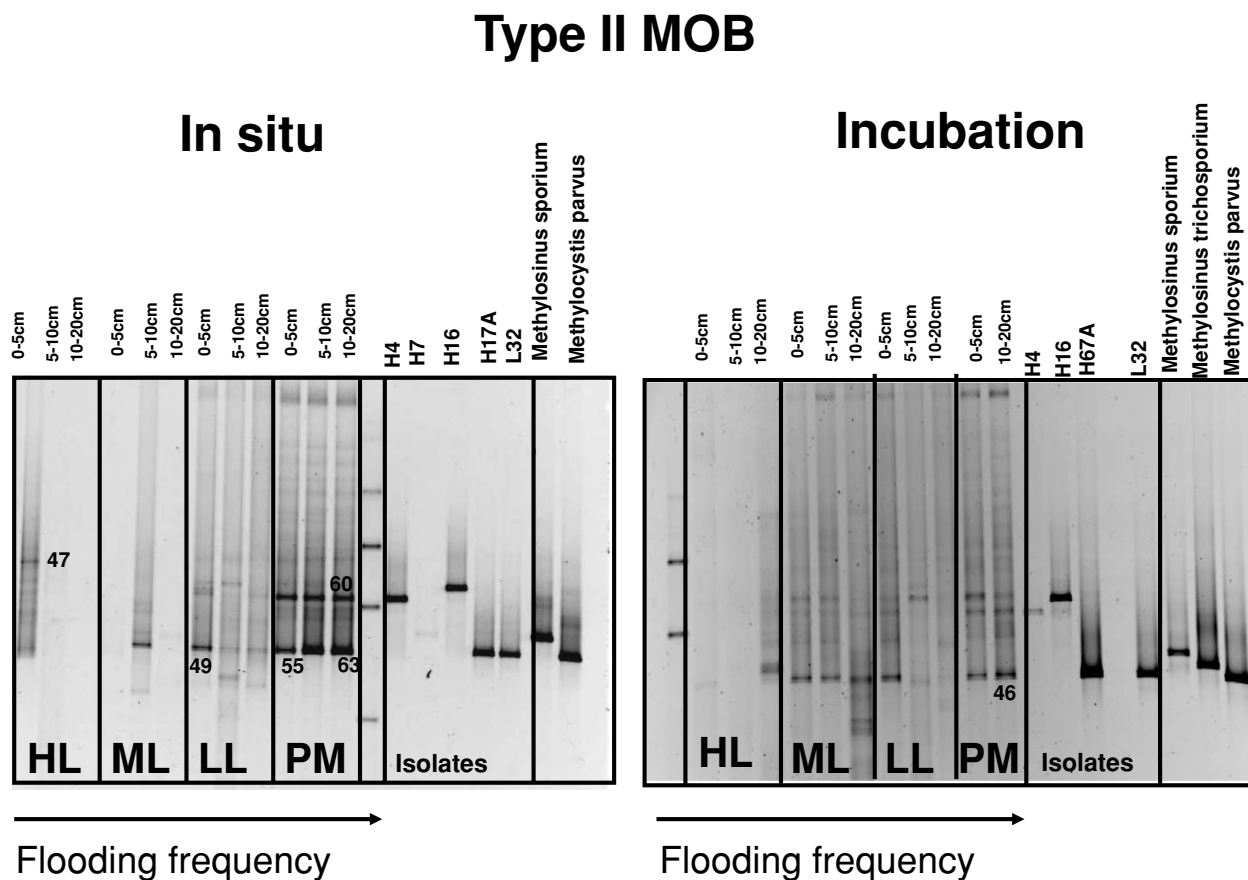 Type II MOB
In situ
Incubation
0-5cm
5-10cm
10-20cm
0-5cm
5-10cm
10-20cm
0-5cm
5-10cm
10-20cm
0-5cm
5-10cm
10-20cm
H4
H7
H16
H17A
L32
Methylosinus sporium
Methylocystis parvus
47
60
49
55
63
HL
ML
LL
PM
Isolates
Flooding frequency
0-5cm
5-10cm
10-20cm
0-5cm
5-10cm
10-20cm
0-5cm
5-10cm
10-20cm
0-5cm
10-20cm
H4
H16
H67A
L32
Methylosinus sporium
Methylosinus trichosporium
Methylocystis parvus
46
HL
ML
LL
PM
Isolates
Flooding frequency